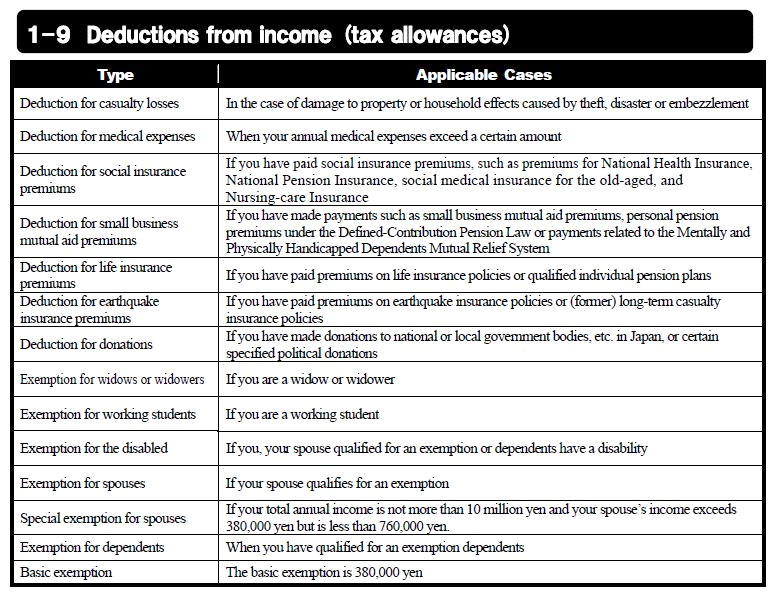 1-9 Deductions from income (tax allowances)
Type Applicable Cases
Deduction for casualty losses In the case of damage to property or household effects caused by theft, disaster or embezzlement
Deduction for medical expenses When your annual medical expenses exceed a certain amount
Deduction for social insurance
premiums
If you have paid social insurance premiums, such as premiums for National Health Insurance,
National Pension Insurance, social medical insurance for the old-aged, and
Nursing-care Insurance
Deduction for small business
mutual aid premiums
If you have made payments such as small business mutual aid premiums, personal pension
premiums under the Defined-Contribution Pension Law or payments related to the Mentally and
Physically Handicapped Dependents Mutual Relief System
Deduction for life insurance
premiums
If you have paid premiums on life insurance policies or qualified individual pension plans
Deduction for earthquake
insurance premiums
If you have paid premiums on earthquake insurance policies or (former) long-term casualty
insurance policies
Deduction for donations
If you have made donations to national or local government bodies, etc. in Japan, or certain
specified political donations
Exemption for widows or widowers If you are a widow or widower
Exemption for working students If you are a working student
Exemption for the disabled If you, your spouse qualified for an exemption or dependents have a disability
Exemption for spouses If your spouse qualifies for an exemption
Special exemption for spouses
If your total annual income is not more than 10 million yen and your spouse's income exceeds
380,000 yen but is less than 760,000 yen.
Exemption for dependents When you have qualified for an exemption dependents
Basic exemption The basic exemption is 380,000 yen